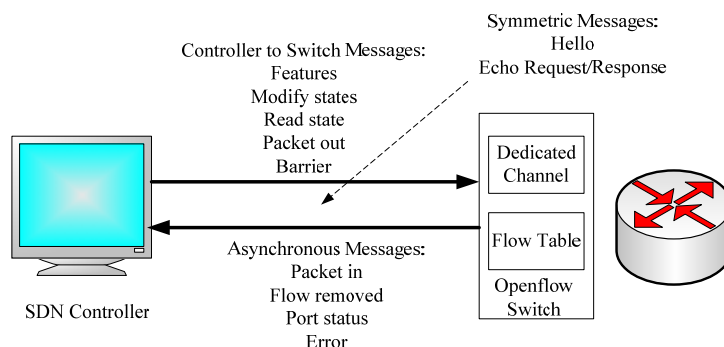 Symmetric Messages:
Hello
Echo Request/Response
Controller to Switch Messages:
Features
Modify states
Read state
Packet out
Barrier
Dedicated
Channel
Flow Table
Openflow
Switch
Asynchronous Messages:
Packet in
Flow removed
Port status
Error
SDN Controller